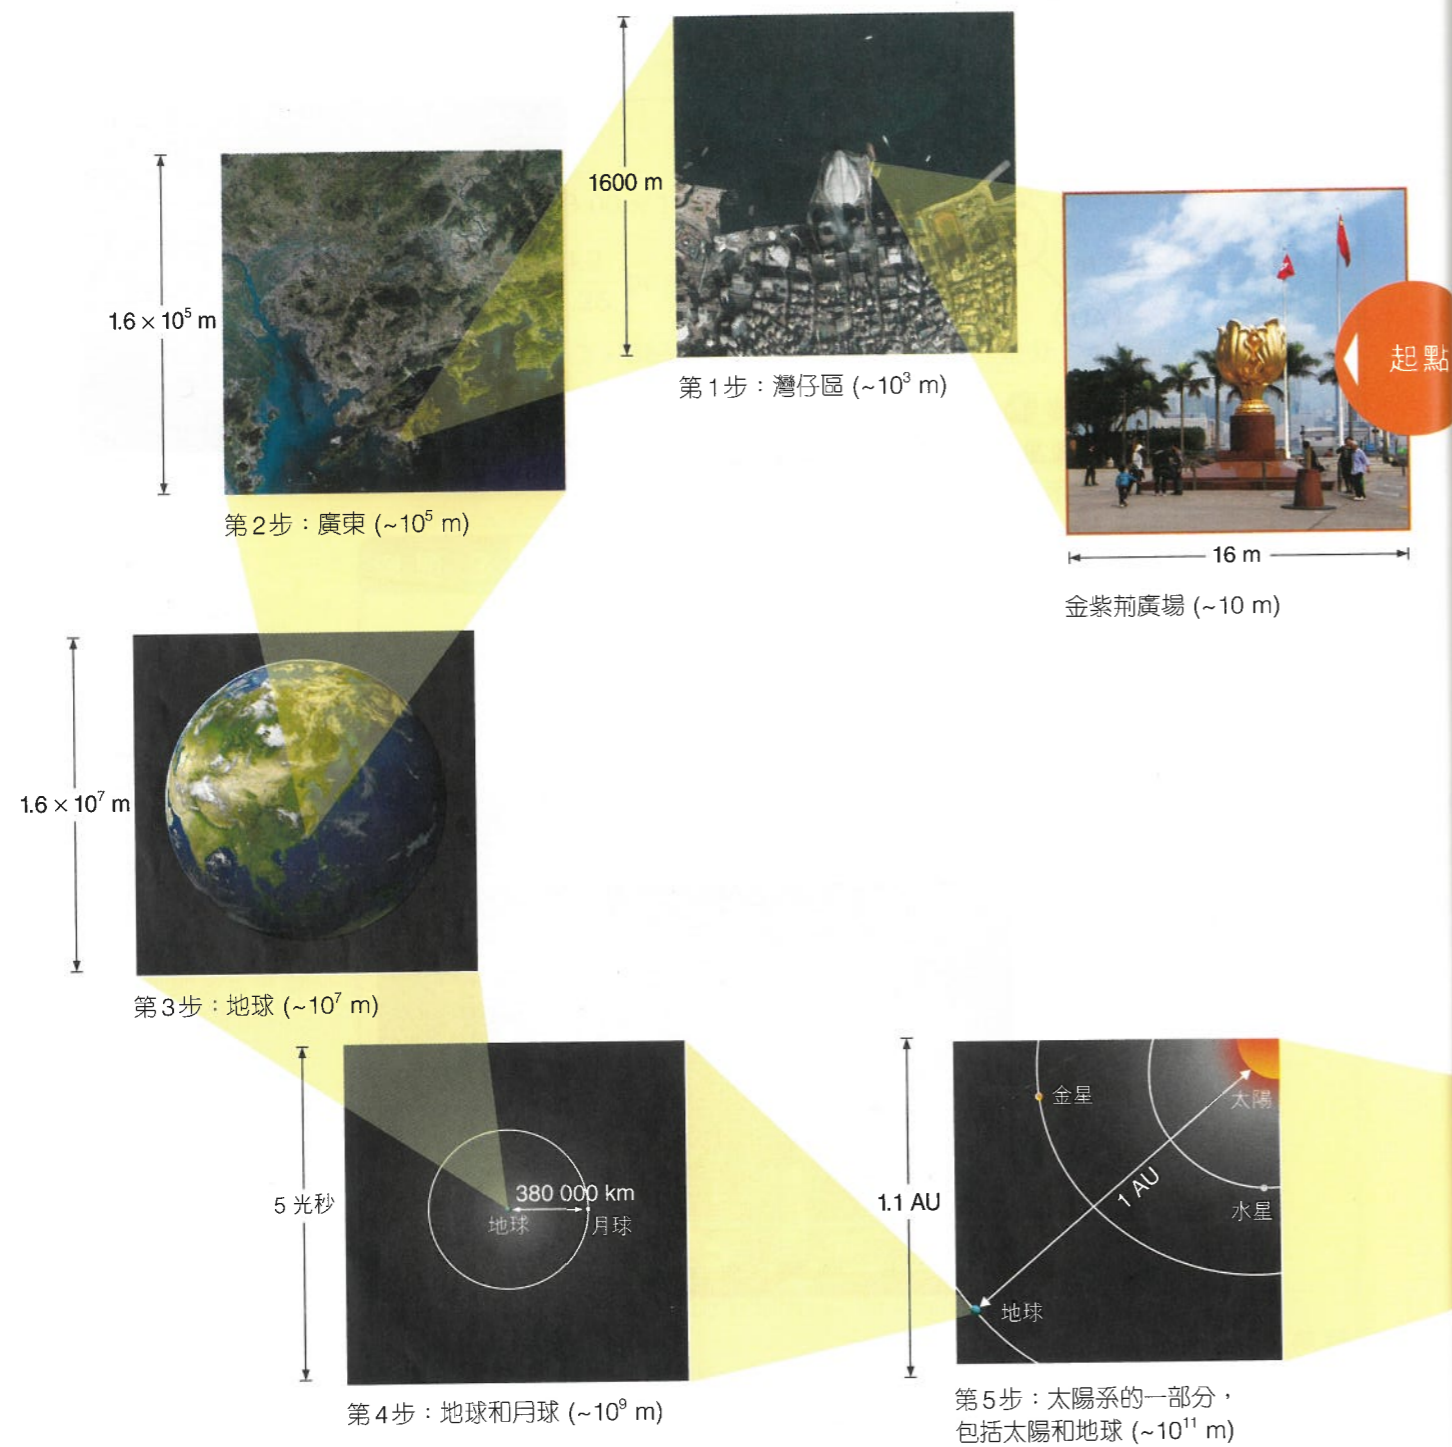 起點
16 m
金紫荊廣場 (~10 m)
1600 m
第1步：灣仔區 (~10³ m)
1.6 × 10⁵ m
第2步：廣東 (~10⁵ m)
1.6 × 10⁷ m
第3步：地球 (~10⁷ m)
5 光秒
380 000 km
地球
月球
第4步：地球和月球 (~10⁹ m)
1.1 AU
金星
太陽
1 AU
水星
地球
第5步：太陽系的一部分，
包括太陽和地球 (~10¹¹ m)